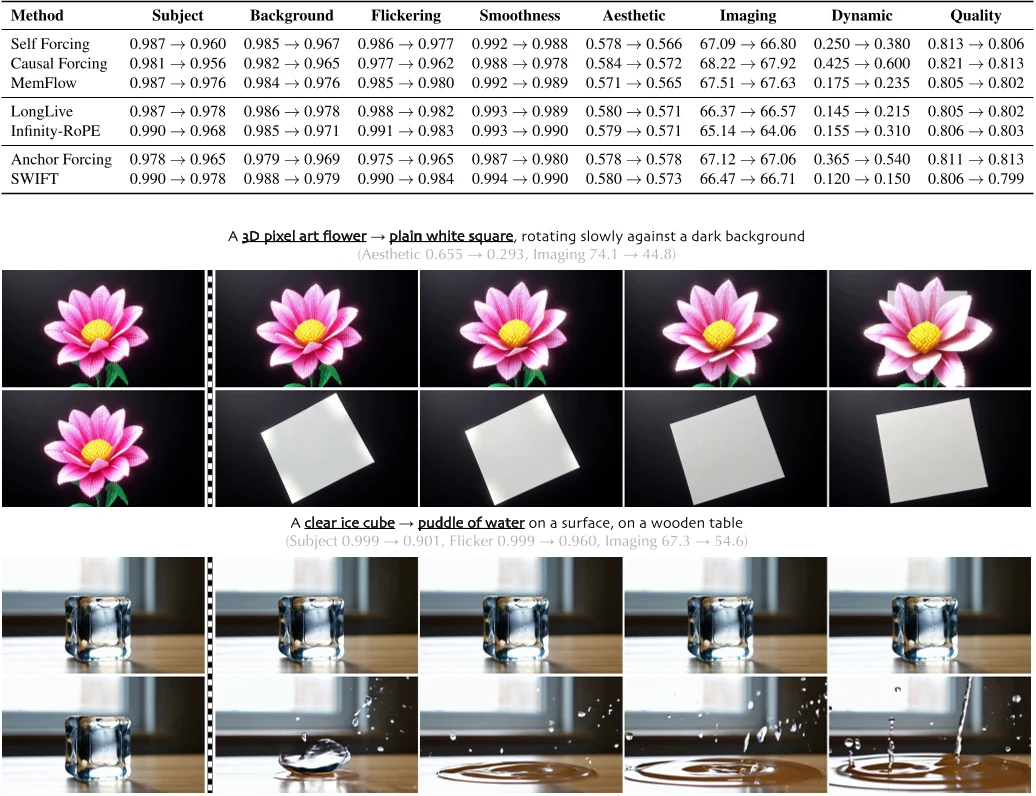 Method Subject Background Flickering Smoothness Aesthetic Imaging Dynamic Quality
Self Forcing 0.987 → 0.960 0.985 → 0.967 0.986 → 0.977 0.992 → 0.988 0.578 → 0.566 67.09 → 66.80 0.250 → 0.380 0.813 → 0.806
Causal Forcing 0.981 → 0.956 0.982 → 0.965 0.977 → 0.962 0.988 → 0.978 0.584 → 0.572 68.22 → 67.92 0.425 → 0.600 0.821 → 0.813
MemFlow 0.987 → 0.976 0.984 → 0.976 0.985 → 0.980 0.992 → 0.989 0.571 → 0.565 67.51 → 67.63 0.175 → 0.235 0.805 → 0.802
LongLive 0.987 → 0.978 0.986 → 0.978 0.988 → 0.982 0.993 → 0.989 0.580 → 0.571 66.37 → 66.57 0.145 → 0.215 0.805 → 0.802
Infinity-RoPE 0.990 → 0.968 0.985 → 0.971 0.991 → 0.983 0.993 → 0.990 0.579 → 0.571 65.14 → 64.06 0.155 → 0.310 0.806 → 0.803
Anchor Forcing 0.978 → 0.965 0.979 → 0.969 0.975 → 0.965 0.987 → 0.980 0.578 → 0.578 67.12 → 67.06 0.365 → 0.540 0.811 → 0.813
SWIFT 0.990 → 0.978 0.988 → 0.979 0.990 → 0.984 0.994 → 0.990 0.580 → 0.573 66.47 → 66.71 0.120 → 0.150 0.806 → 0.799
A 3D pixel art flower → plain white square, rotating slowly against a dark background
(Aesthetic 0.655 → 0.293, Imaging 74.1 → 44.8)
A clear ice cube → puddle of water on a surface, on a wooden table
(Subject 0.999 → 0.901, Flicker 0.999 → 0.960, Imaging 67.3 → 54.6)